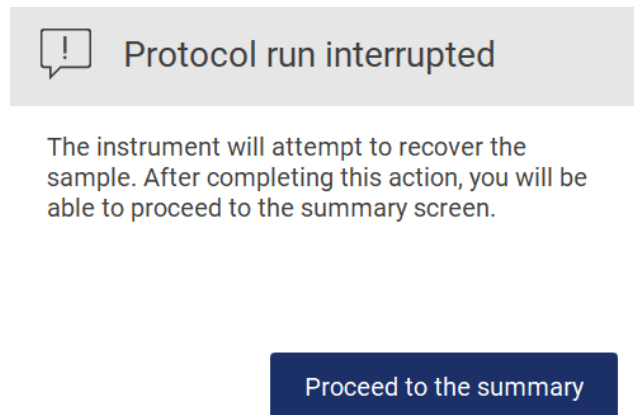 !
Protocol run interrupted
The instrument will attempt to recover the
sample. After completing this action, you will be
able to proceed to the summary screen.
Proceed to the summary